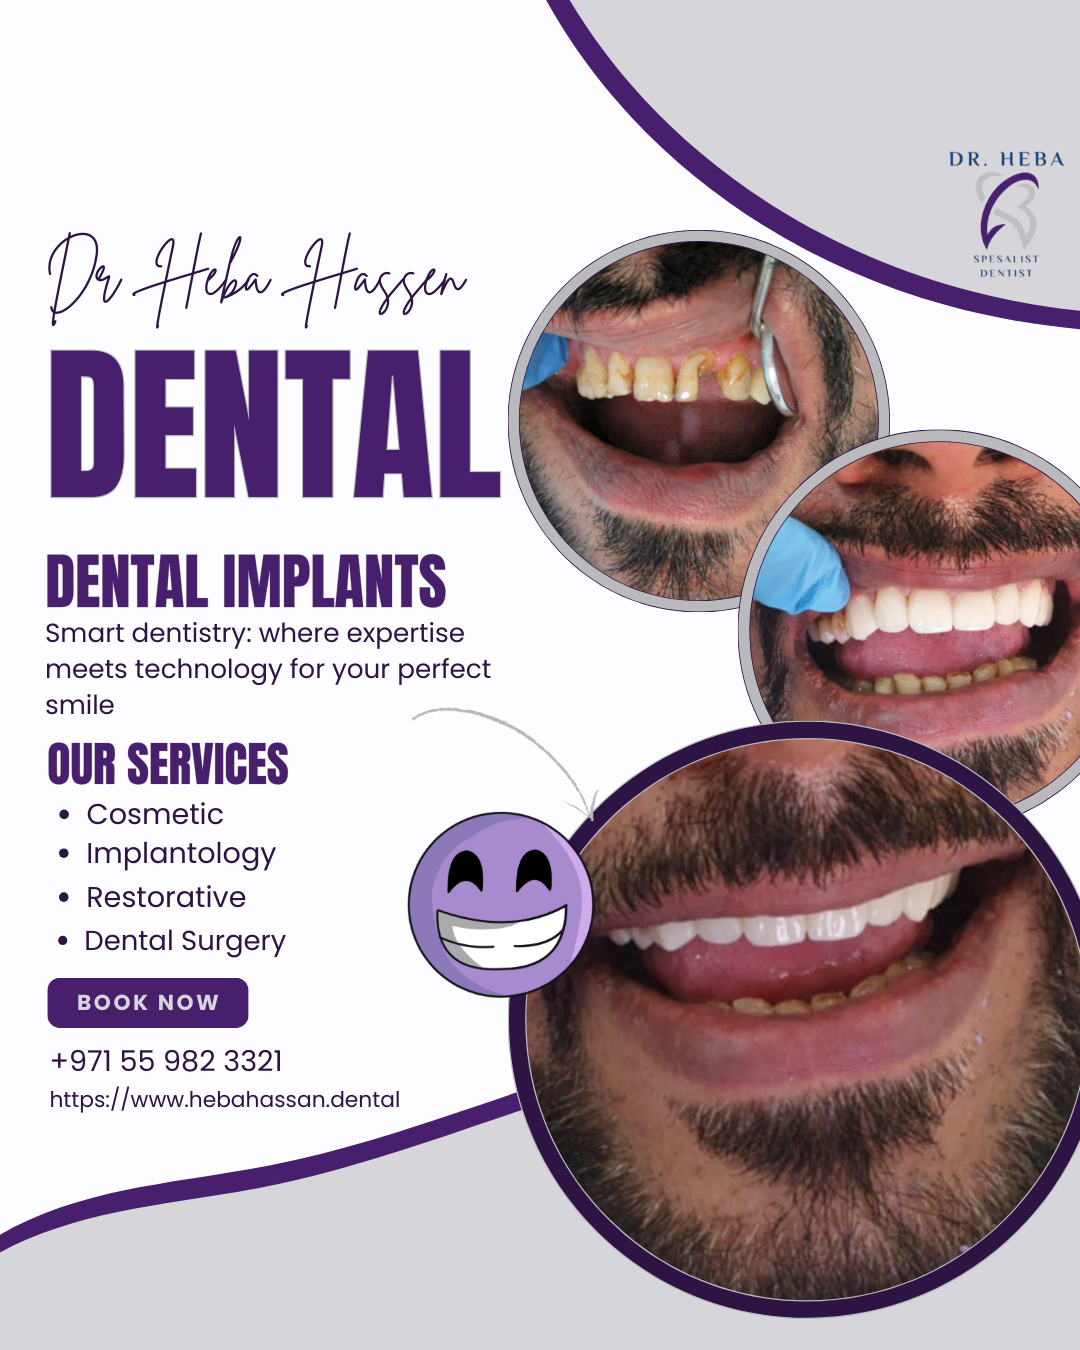 DR. HEBA
SPESALIST
DENTIST
Dr Heba Hassen
DENTAL
DENTAL IMPLANTS
Smart dentistry: where expertise
meets technology for your perfect
smile
OUR SERVICES
• Cosmetic
• Implantology
• Restorative
• Dental Surgery
BOOK NOW
+971 55 982 3321
https://www.hebahassan.dental